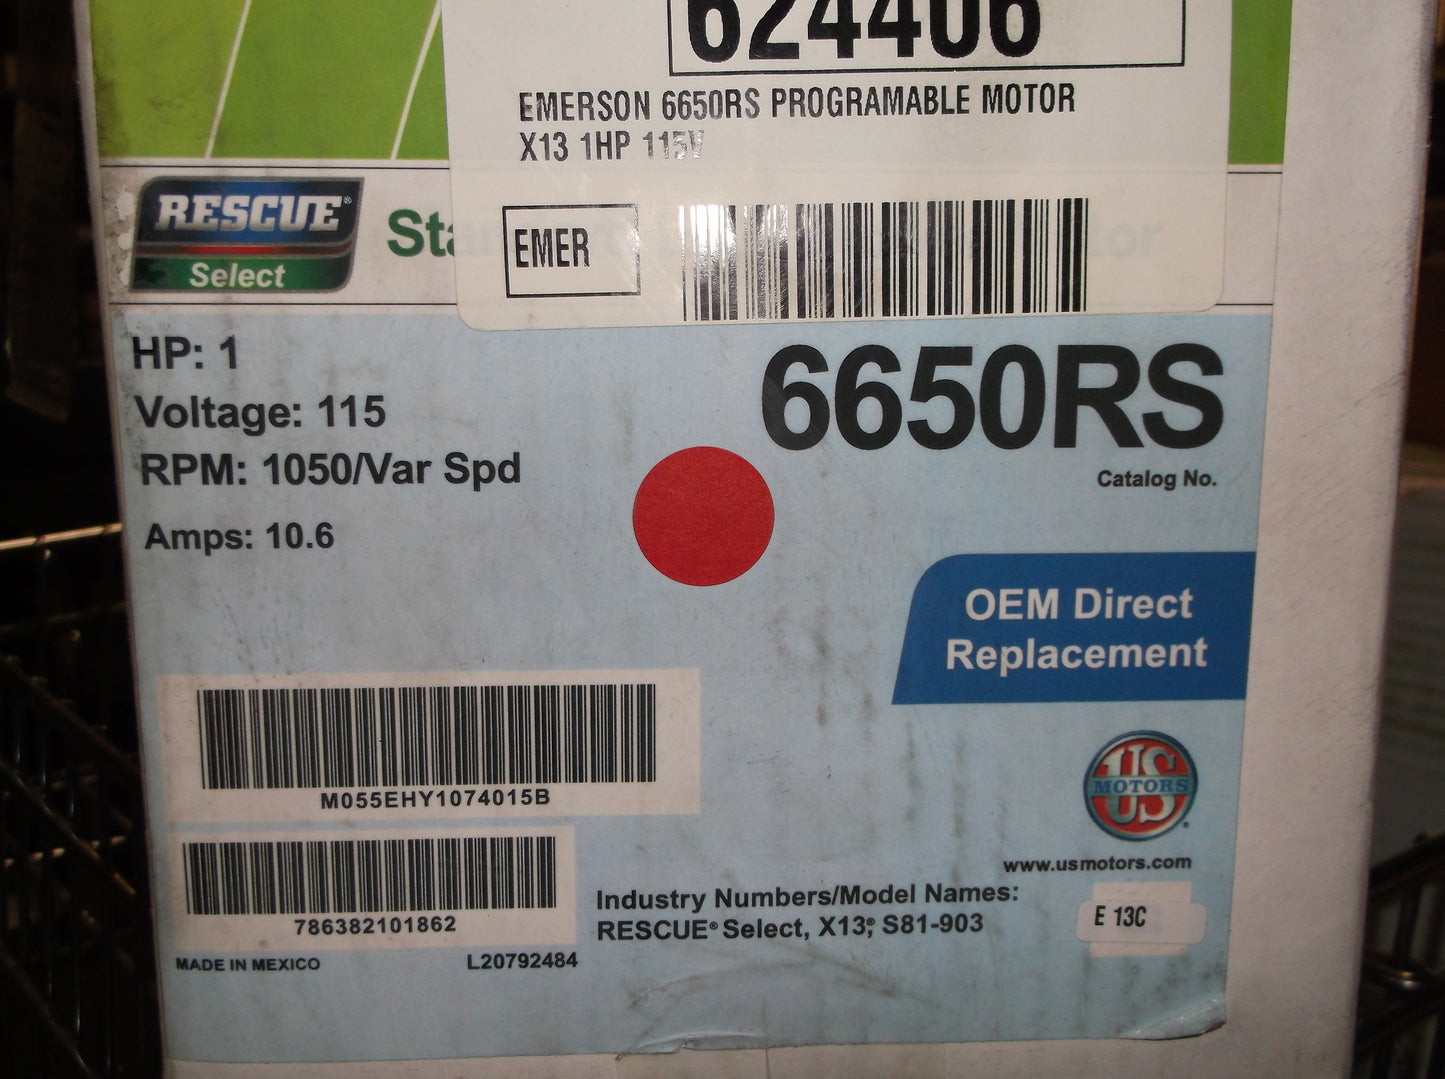 624406
EMERSON 6650RS PROGRAMABLE MOTOR
X13 1HP 115V
RESCUE®
Select
EMER
HP: 1
Voltage: 115
RPM: 1050/Var Spd
Amps: 10.6
6650RS
Catalog No.
OEM Direct
Replacement
M055EHY1074015B
US
MOTORS
www.usmotors.com
786382101862
Industry Numbers/Model Names:
RESCUE® Select, X13®, S81-903
E 13C
MADE IN MEXICO
L20792484